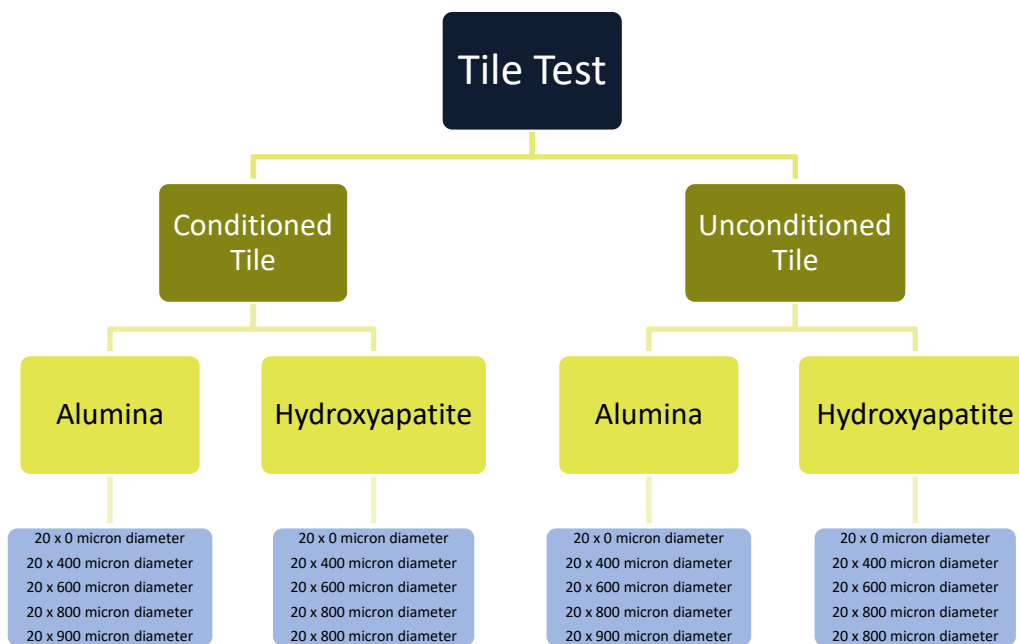 Tile Test
Conditioned
Tile
Unconditioned
Tile
Alumina
Hydroxyapatite
Alumina
Hydroxyapatite
20 x 0 micron diameter
20 x 400 micron diameter
20 x 600 micron diameter
20 x 800 micron diameter
20 x 900 micron diameter
20 x 0 micron diameter
20 x 400 micron diameter
20 x 600 micron diameter
20 x 800 micron diameter
20 x 800 micron diameter
20 x 0 micron diameter
20 x 400 micron diameter
20 x 600 micron diameter
20 x 800 micron diameter
20 x 900 micron diameter
20 x 0 micron diameter
20 x 400 micron diameter
20 x 600 micron diameter
20 x 800 micron diameter
20 x 800 micron diameter